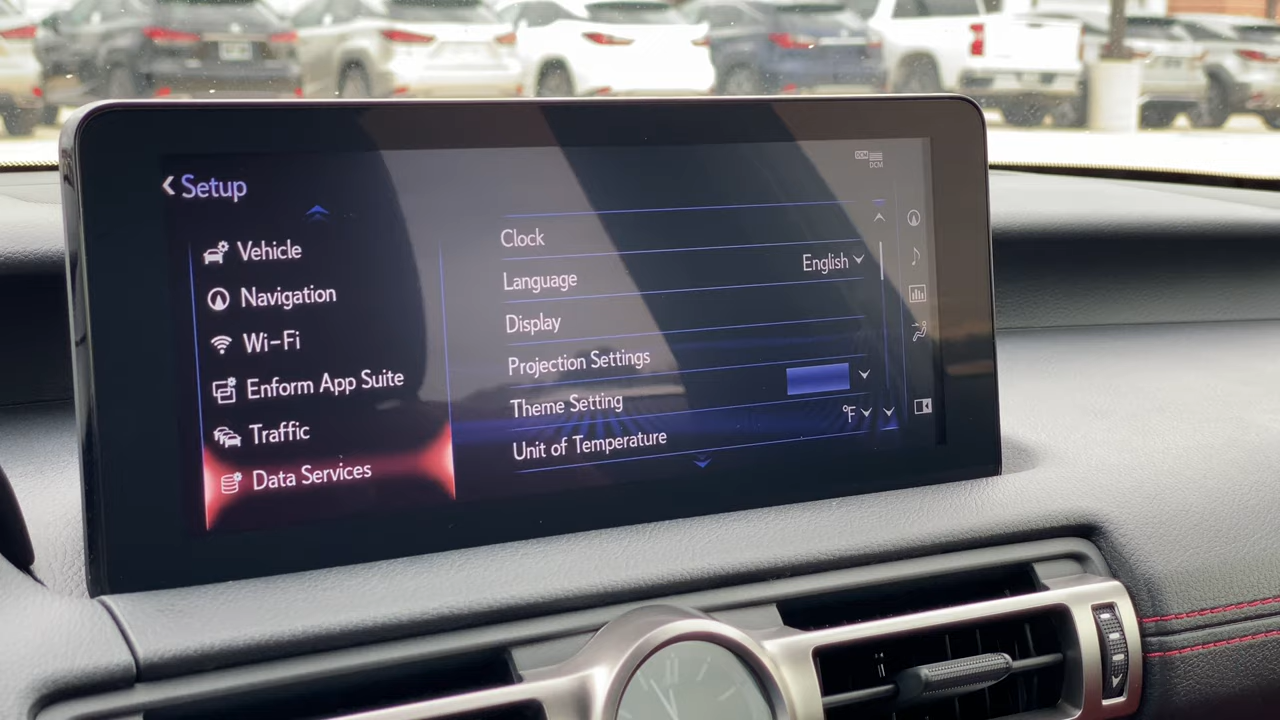 Setup
Vehicle
Navigation
Wi-Fi
Enform App Suite
Traffic
Data Services
DCM
Clock
Language English
Display
Projection Settings
Theme Setting
Unit of Temperature °F